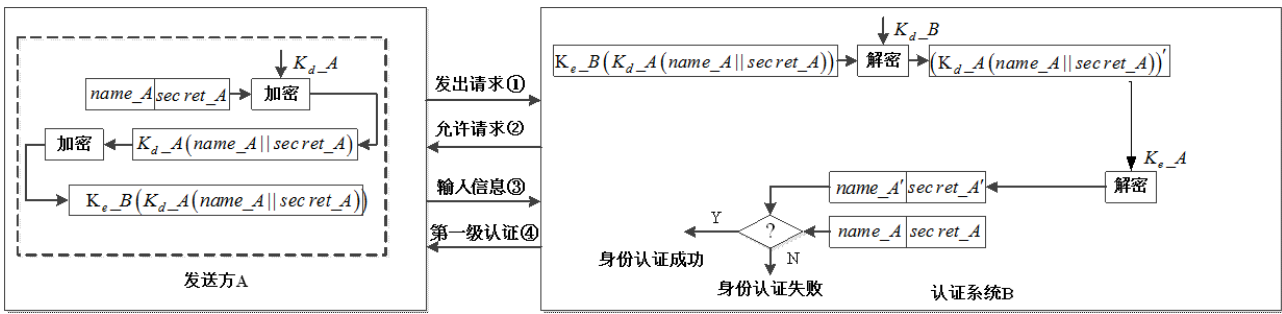 K_d_A
name_A secret_A
加密
加密
K_d_A(name_A||secret_A)
K_e_B(K_d_A(name_A||secret_A))
发送方A
发出请求①
允许请求②
输入信息③
第一级认证④
K_d_B
K_e_B(K_d_A(name_A||secret_A))
解密
(K_d_A(name_A||secret_A))′
K_e_A
解密
name_A′ secret_A′
name_A secret_A
?
Y
N
身份认证成功
身份认证失败
认证系统B